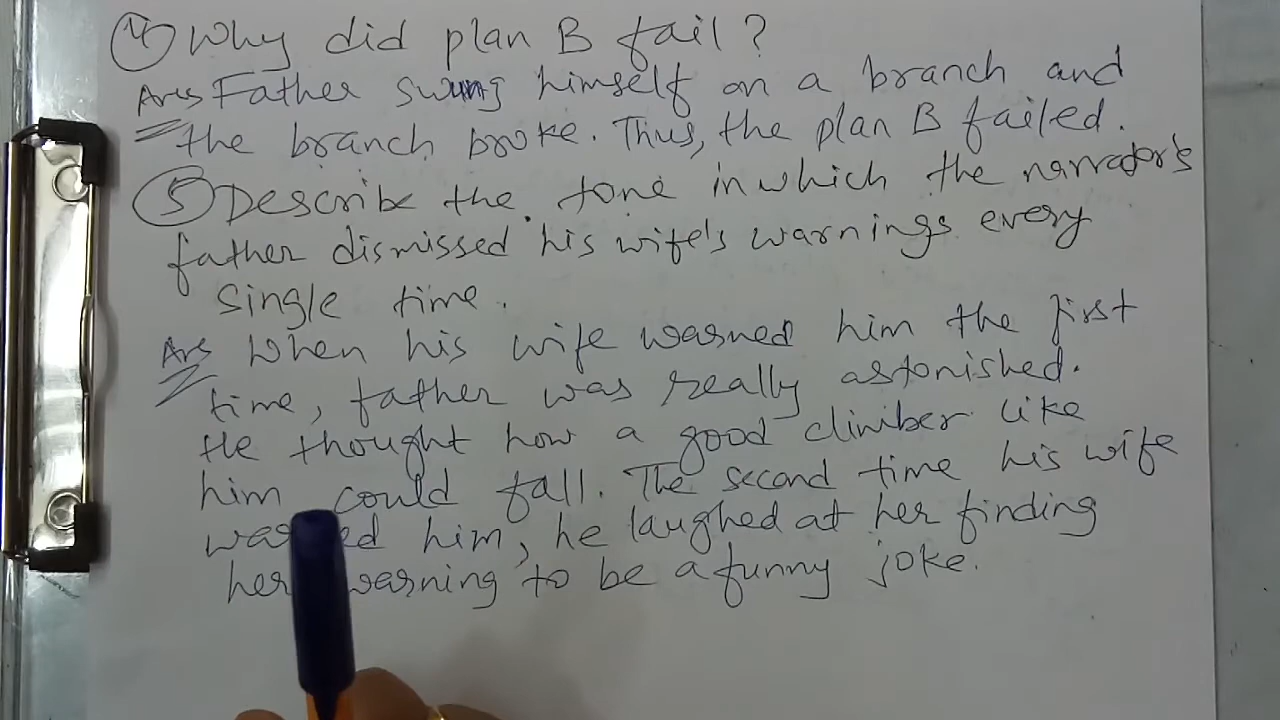 (4) Why did plan B fail?
Ans Father swung himself on a branch and
the branch broke. Thus, the plan B failed.
(5) Describe the tone in which the narrator's
father dismissed his wife's warnings every
single time.
Ans When his wife warned him the first
time, father was really astonished.
He thought how a good climber like
him could fall. The second time his wife
him, he laughed at her finding
her warning to be a funny joke.